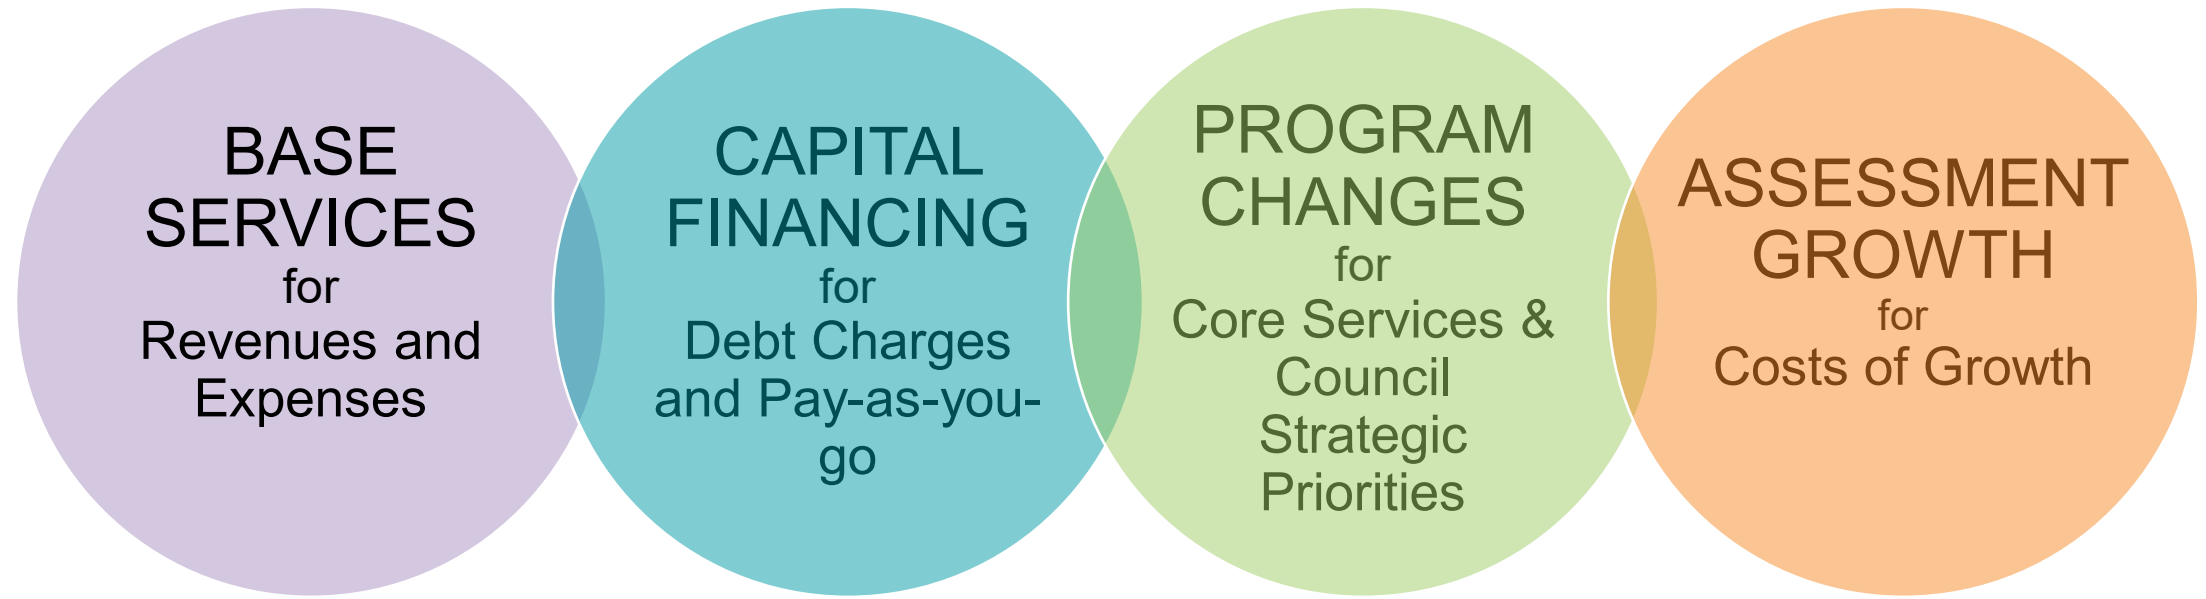 BASE
SERVICES
for
Revenues and
Expenses
CAPITAL
FINANCING
for
Debt Charges
and Pay-as-you-
go
PROGRAM
CHANGES
for
Core Services &
Council
Strategic
Priorities
ASSESSMENT
GROWTH
for
Costs of Growth